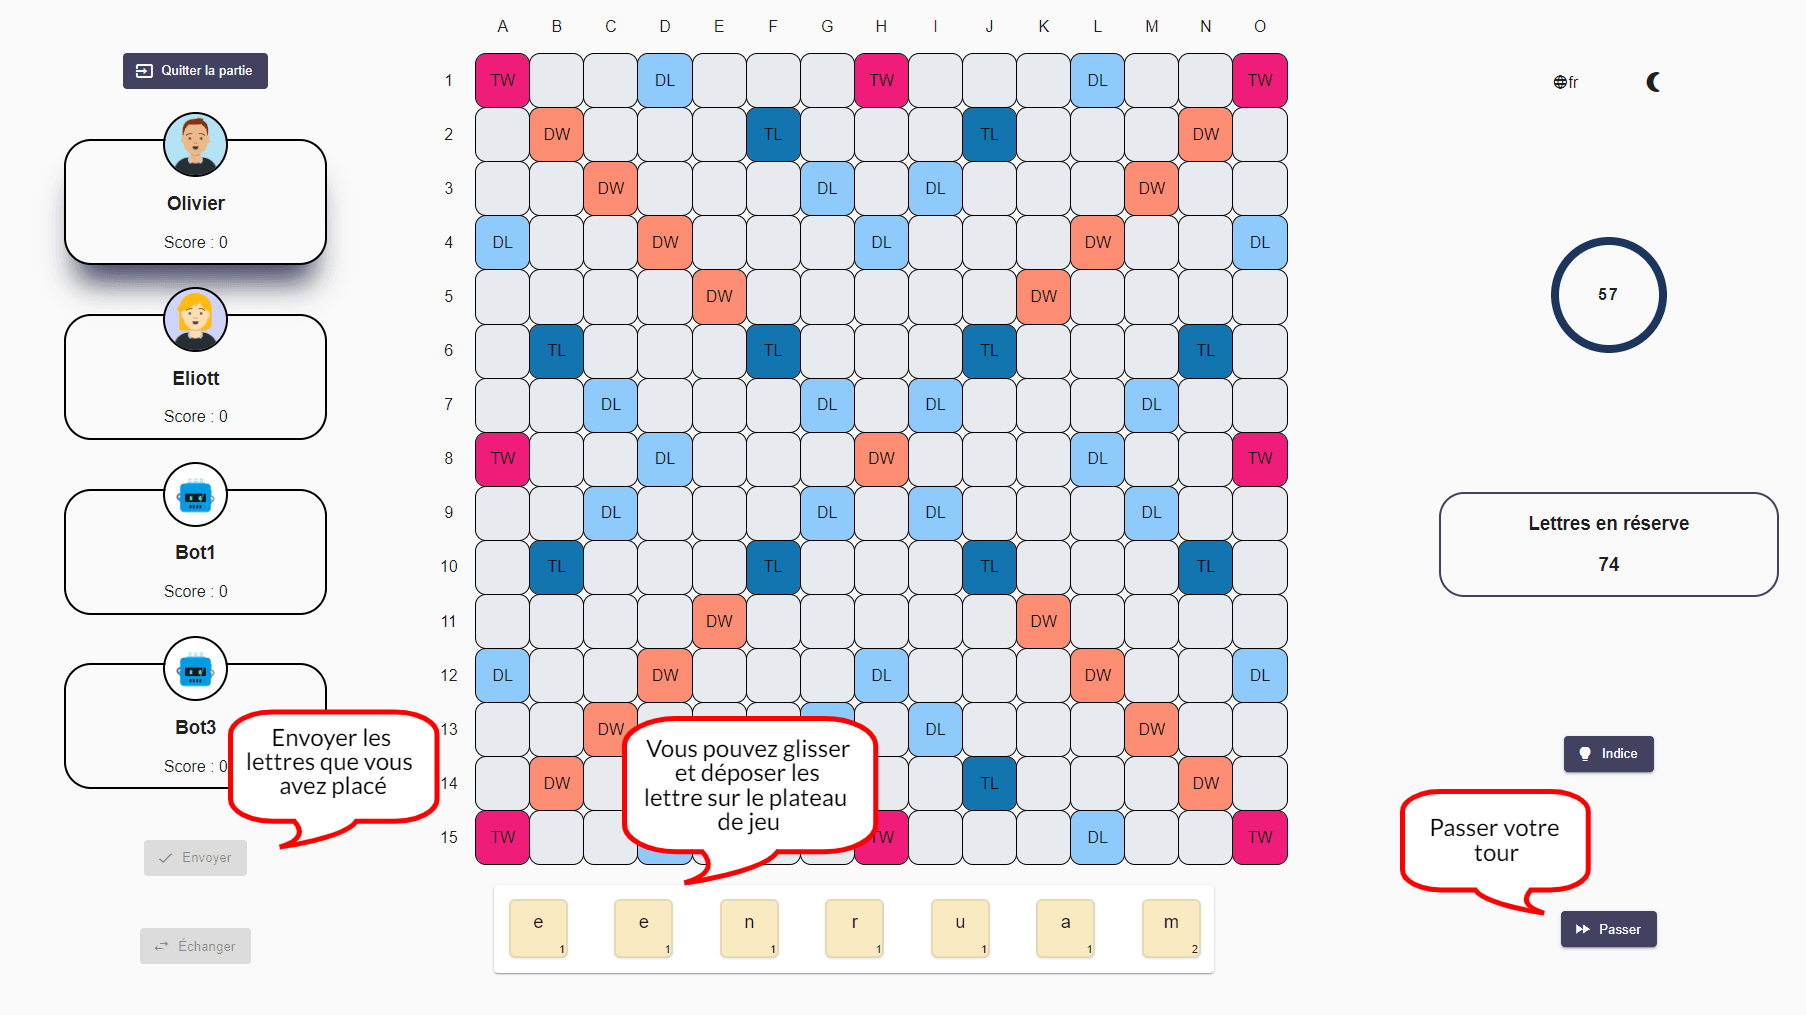 Quitter la partie
Olivier
Score : 0
Eliott
Score : 0
Bot1
Score : 0
Bot3
Score : 0
Envoyer les
lettres que vous
avez placé
Envoyer
Échanger
A B C D E F G H I J K L M N O
1 TW DL TW DL TW
2 DW TL TL DW
3 DW DL DL DW
4 DL DW DL DW DL
5 DW DW
6 TL TL TL TL
7 DL DL DL DL
8 TW DL DW DL TW
9 DL DL DL DL
10 TL TL TL TL
11 DW DW
12 DL DW DL DW DL
13 DW DL DW
14 DW TL DW
15 TW TW DL TW
Vous pouvez glisser
et déposer les
lettre sur le plateau
de jeu
e 1 e 1 n 1 r 1 u 1 a 1 m 2
fr
57
Lettres en réserve
74
Indice
Passer votre
tour
Passer